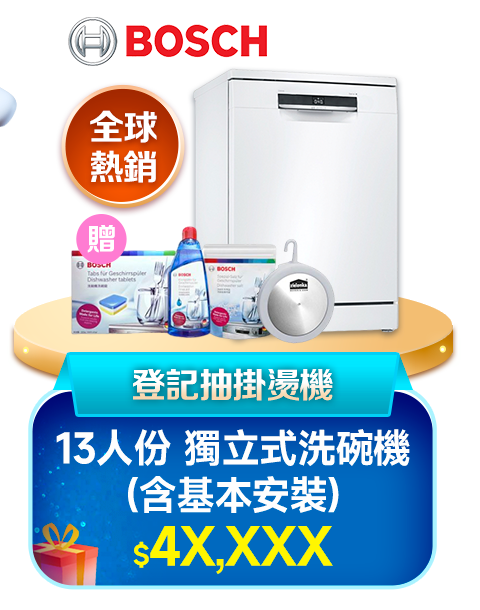 BOSCH
全球
熱銷
贈
BOSCH
Tabs für Geschirrspüler
Dishwasher tablets
BOSCH
BOSCH
登記抽掛燙機
13人份 獨立式洗碗機
(含基本安裝)
$4X,XXX